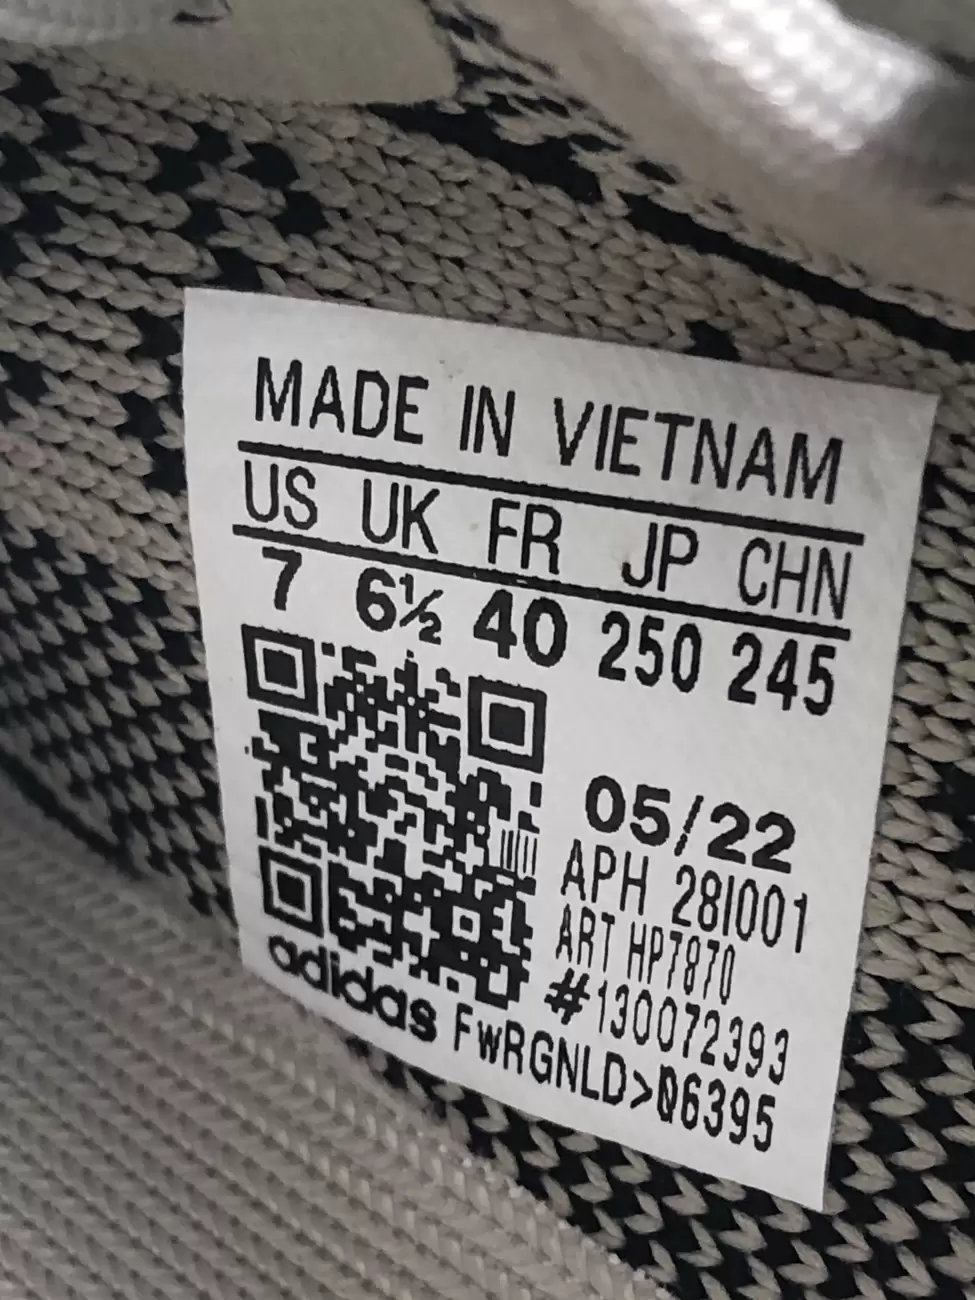 MADE IN VIETNAM
US UK FR JP CHN
7 6½ 40 250 245
05/22
APH 28I001
ART HP7870
#130072393
adidas FwRGNLD>06395